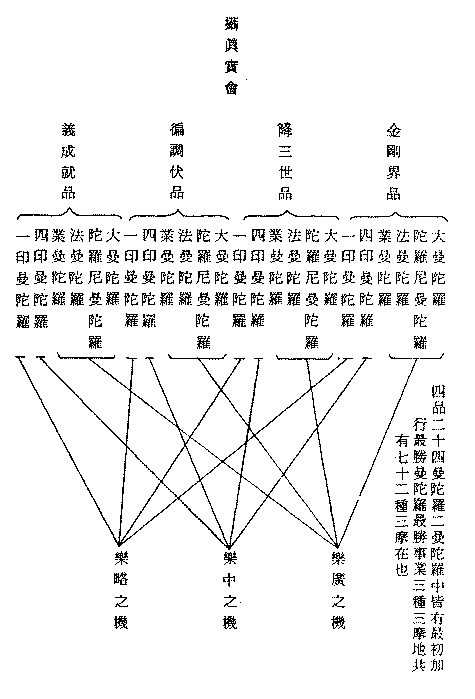 攝眞實會
金剛界品
降三世品
徧調伏品
義成就品
大曼陀羅
陀羅尼曼陀羅
法曼陀羅
業曼陀羅
四印曼陀羅
一印曼陀羅
大曼陀羅
陀羅尼曼陀羅
法曼陀羅
業曼陀羅
四印曼陀羅
一印曼陀羅
大曼陀羅
陀羅尼曼陀羅
法曼陀羅
業曼陀羅
四印曼陀羅
一印曼陀羅
大曼陀羅
陀羅尼曼陀羅
法曼陀羅
業曼陀羅
四印曼陀羅
一印曼陀羅
四品二十四曼陀羅二曼陀羅中皆有最初加
行最勝曼陀羅最勝事業三種三摩地共
有七十二種三摩在也
樂廣之機
樂中之機
樂略之機